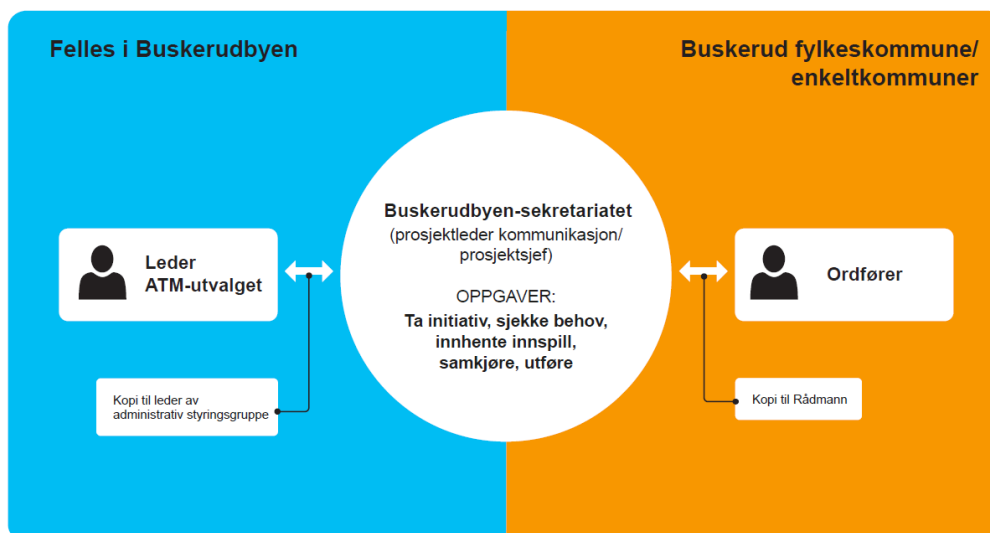 Felles i Buskerudbyen
Buskerud fylkeskommune/
enkeltkommuner
Leder
ATM-utvalget
Kopi til leder av
administrativ styringsgruppe
Buskerudbyen-sekretariatet
(prosjektleder kommunikasjon/
prosjektsjef)
OPPGAVER:
Ta initiativ, sjekke behov,
innhente innspill,
samkjøre, utføre
Ordfører
Kopi til Rådmann